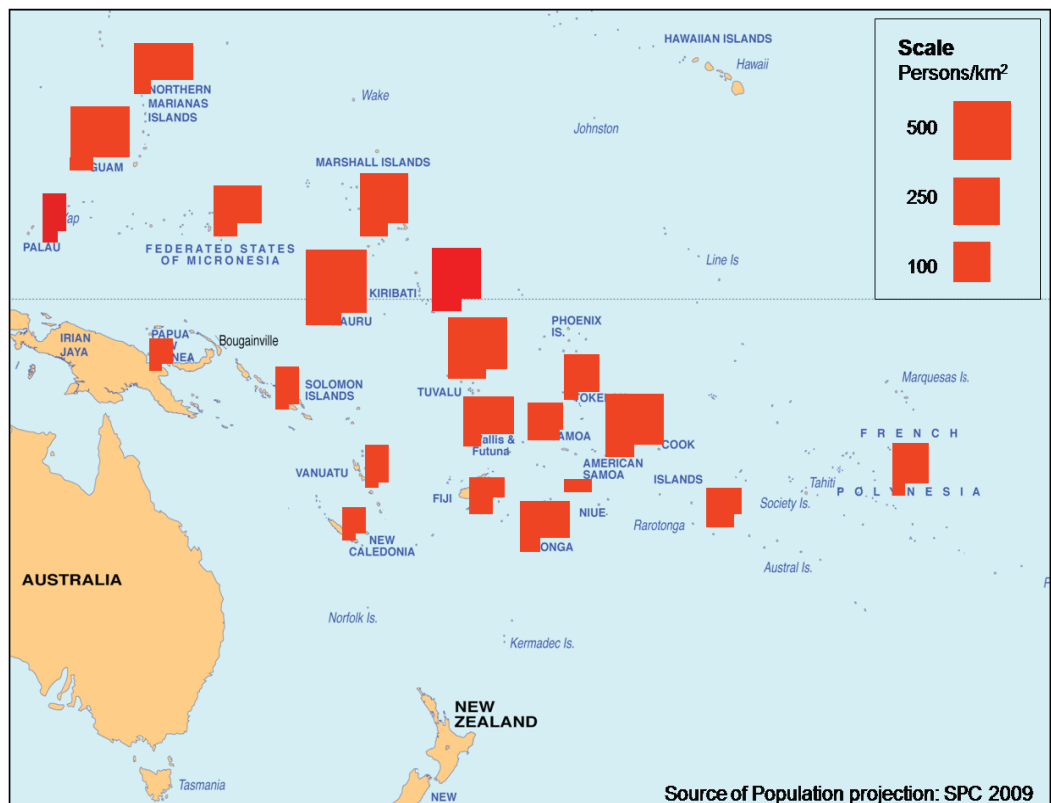 HAWAIIAN ISLANDS
Hawaii
Scale
Persons/km²
500
250
100
NORTHERN
MARIANAS
ISLANDS
Wake
Johnston
GUAM
MARSHALL ISLANDS
PALAU
FEDERATED STATES
OF MICRONESIA
Line Is
KIRIBATI
PHOENIX
IS.
IRIAN
JAYA
PAPUA
Bougainville
SOLOMON
ISLANDS
TUVALU
Marquesas Is.
Futuna
FRENCH
POLYNESIA
COOK
ISLANDS
AMERICAN
SAMOA
VANUATU
FIJI
NIUE
Tahiti
Society Is.
Rarotonga
NEW
CALEDONIA
Austral Is.
AUSTRALIA
Norfolk Is.
Kermadec Is.
NEW
ZEALAND
Tasmania
NEW
Source of Population projection: SPC 2009